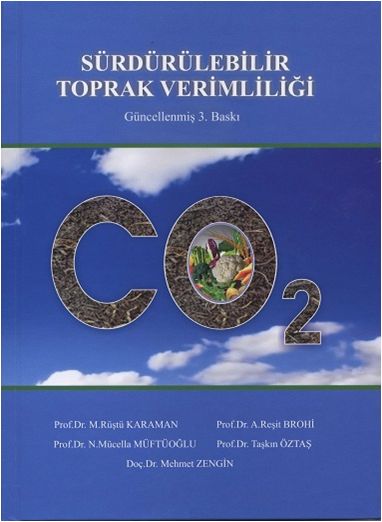 SÜRDÜRÜLEBİLİR
TOPRAK VERİMLİLİĞİ
Güncellenmiş 3. Baskı
CO2
Prof.Dr. M.Rüştü KARAMAN Prof.Dr. A.Reşit BROHİ
Prof.Dr. N.Mücella MÜFTÜOĞLU Prof.Dr. Taşkın ÖZTAŞ
Doç.Dr. Mehmet ZENGİN